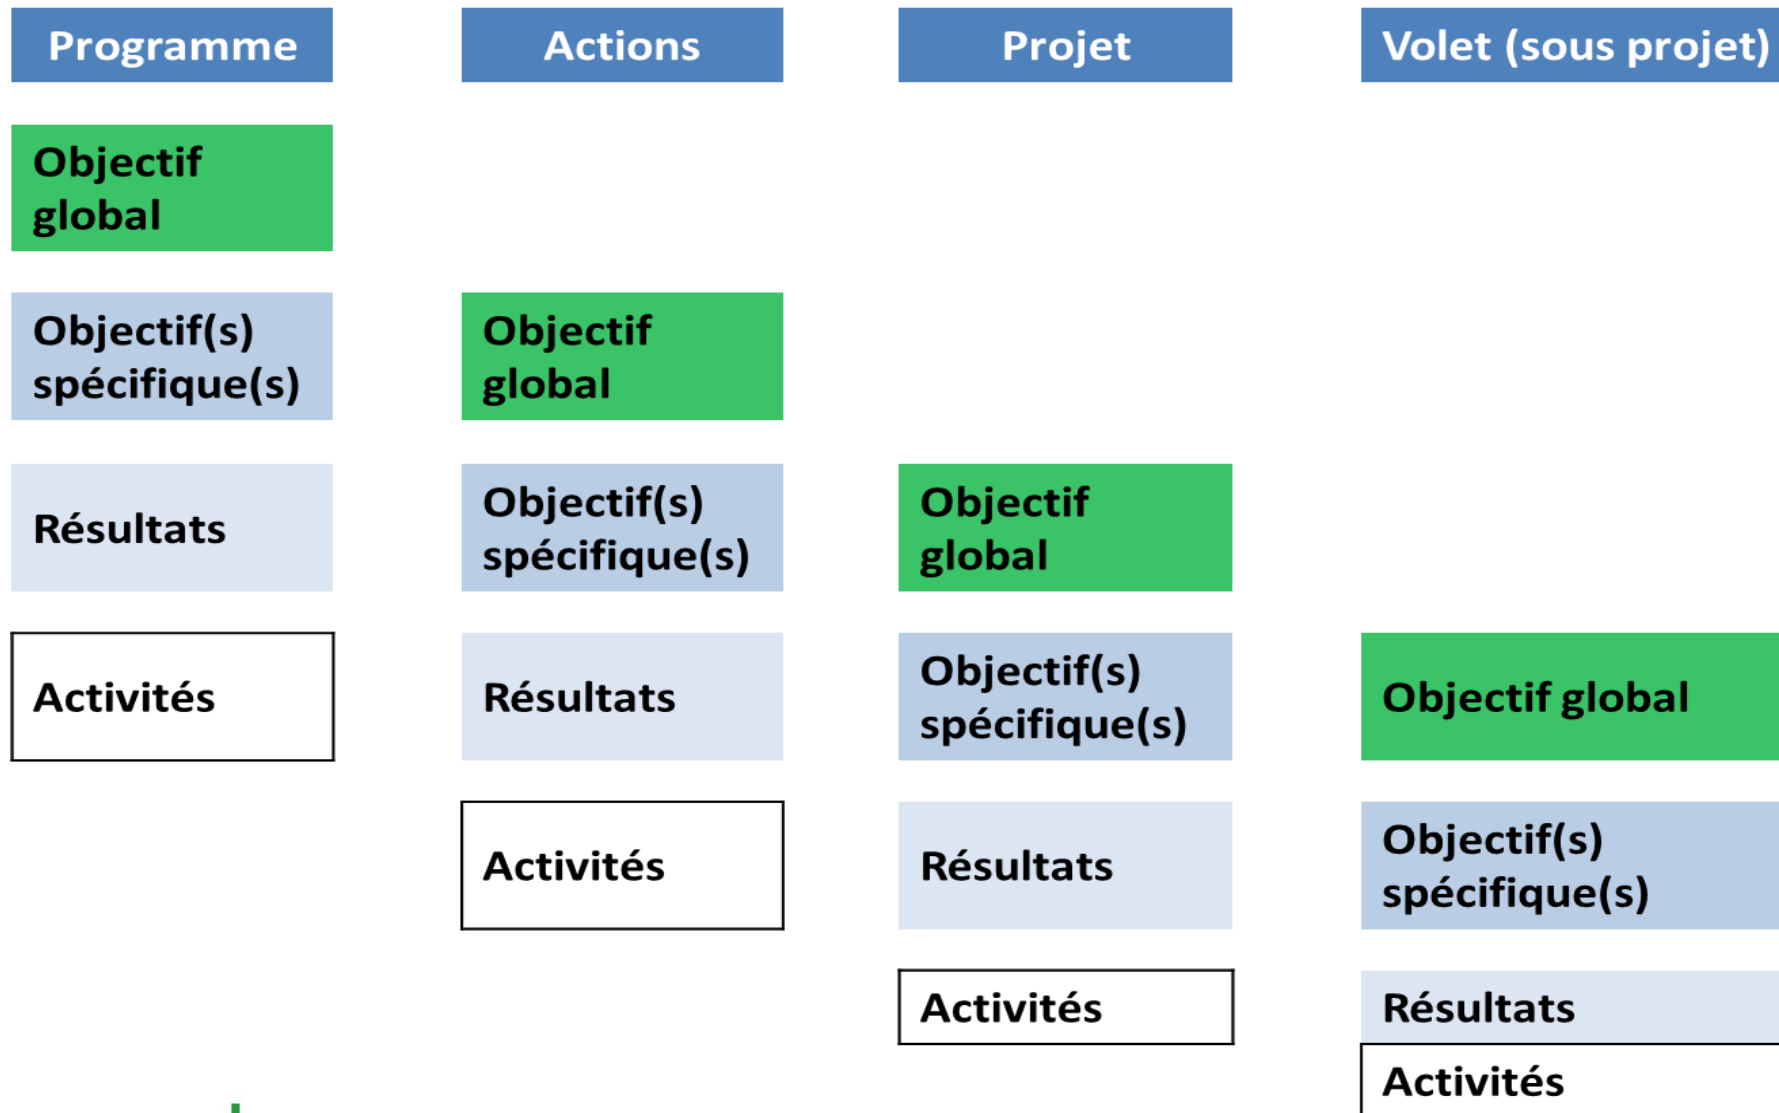 Programme
Actions
Projet
Volet (sous projet)
Objectif
global
Objectif(s)
spécifique(s)
Objectif
global
Résultats
Objectif(s)
spécifique(s)
Objectif
global
Activités
Résultats
Objectif(s)
spécifique(s)
Objectif global
Activités
Résultats
Objectif(s)
spécifique(s)
Activités
Résultats
Activités